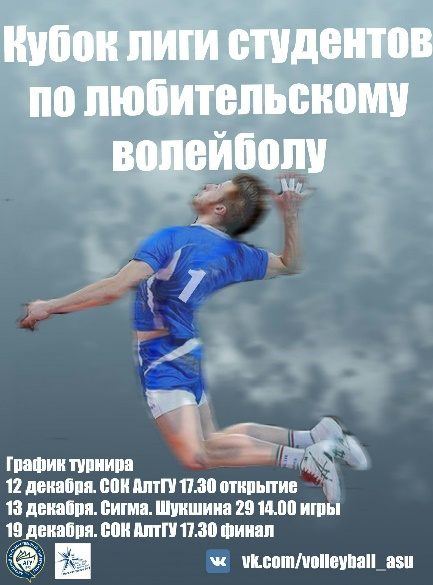 Кубок лиги студентов
по любительскому
волейболу
1
График турнира
12 декабря. СОК АлтГУ 17.30 открытие
13 декабря. Сигма. Шукшина 29 14.00 игры
19 декабря. СОК АлтГУ 17.30 финал
vk.com/volleyball_asu